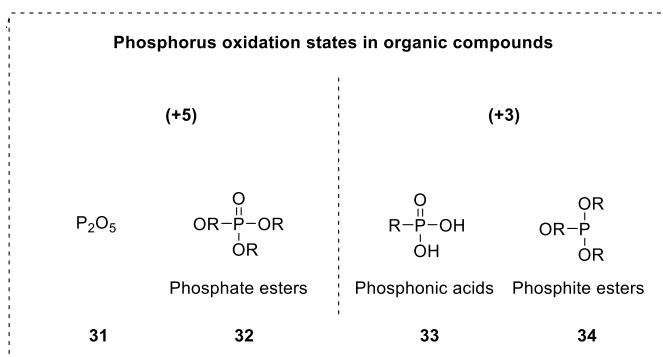 Phosphorus oxidation states in organic compounds
(+5)
(+3)
P2O5
O
OR P OR
OR
O
R P OH
OH
OR
OR P
OR
Phosphate esters
Phosphonic acids
Phosphite esters
31
32
33
34